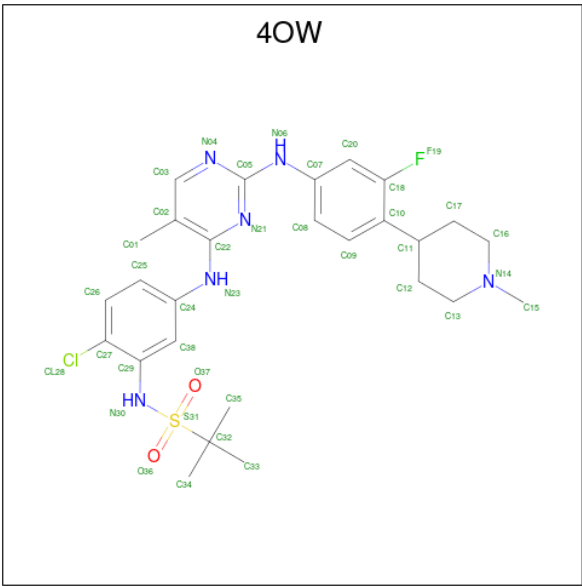 4OW
N06
H
N
C20
F
F19
N04
N
C05
C03
C07
C18
C02
N
N21
C10
C17
C01
C08
C11
C16
C22
C09
C25
NH
N23
N
N14
C12
C26
C24
C13
C15
C38
Cl
CL28
C27
C29
O37
O
HN
N30
C35
S
S31
C32
O
O36
C33
C34